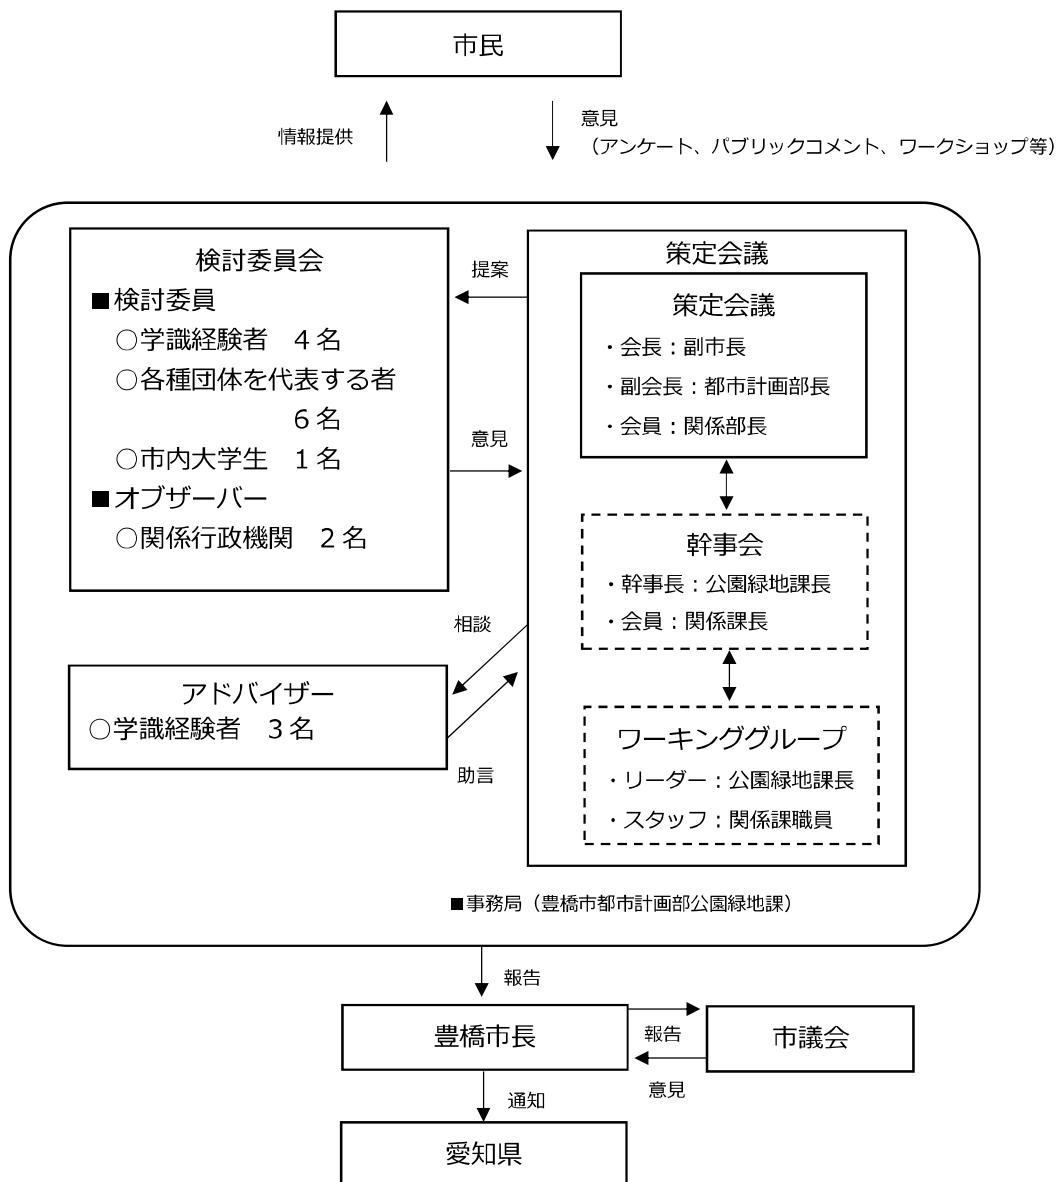 市民
情報提供
意見
（アンケート、パブリックコメント、ワークショップ等）
検討委員会
■検討委員
○学識経験者　４名
○各種団体を代表する者
６名
○市内大学生　１名
■オブザーバー
○関係行政機関　２名
提案
意見
策定会議
策定会議
・会長：副市長
・副会長：都市計画部長
・会員：関係部長
幹事会
・幹事長：公園緑地課長
・会員：関係課長
相談
アドバイザー
○学識経験者　３名
助言
ワーキンググループ
・リーダー：公園緑地課長
・スタッフ：関係課職員
■事務局（豊橋市都市計画部公園緑地課）
報告
豊橋市長
報告
意見
市議会
通知
愛知県